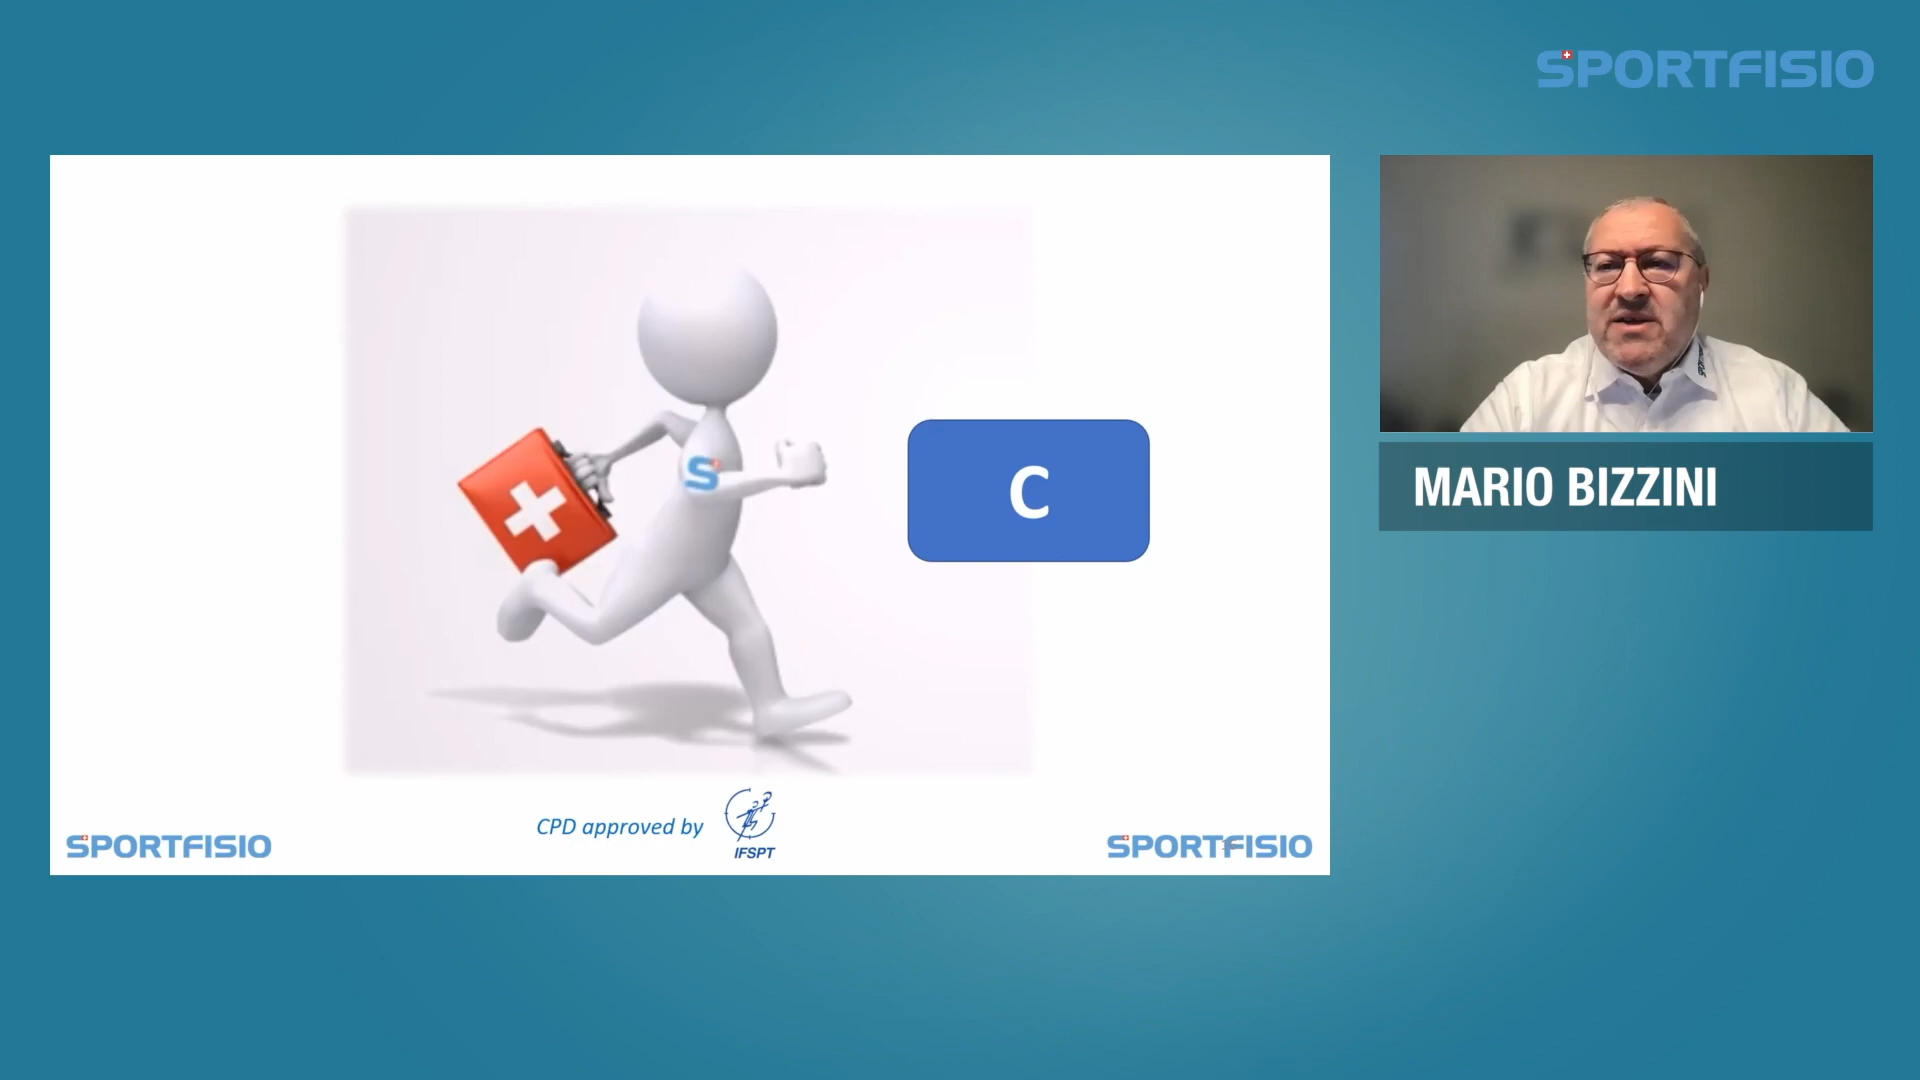 SPORTFISIO
S
C
MARIO BIZZINI
CPD approved by
IFSPT
SPORTFISIO
SPORTFISIO